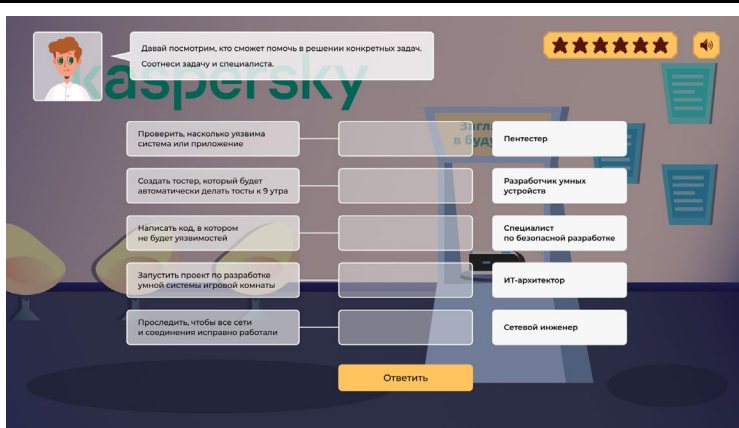 Давай посмотрим, кто сможет помочь в решении конкретных задач.
Соотнеси задачу и специалиста.
kaspersky
Проверить, насколько уязвима
система или приложение
Пентестер
Создать тостер, который будет
автоматически делать тосты к 9 утра
Разработчик умных
устройств
Написать код, в котором
не будет уязвимостей
Специалист
по безопасной разработке
Запустить проект по разработке
умной системы игровой комнаты
ИТ-архитектор
Проследить, чтобы все сети
и соединения исправно работали
Сетевой инженер
Ответить